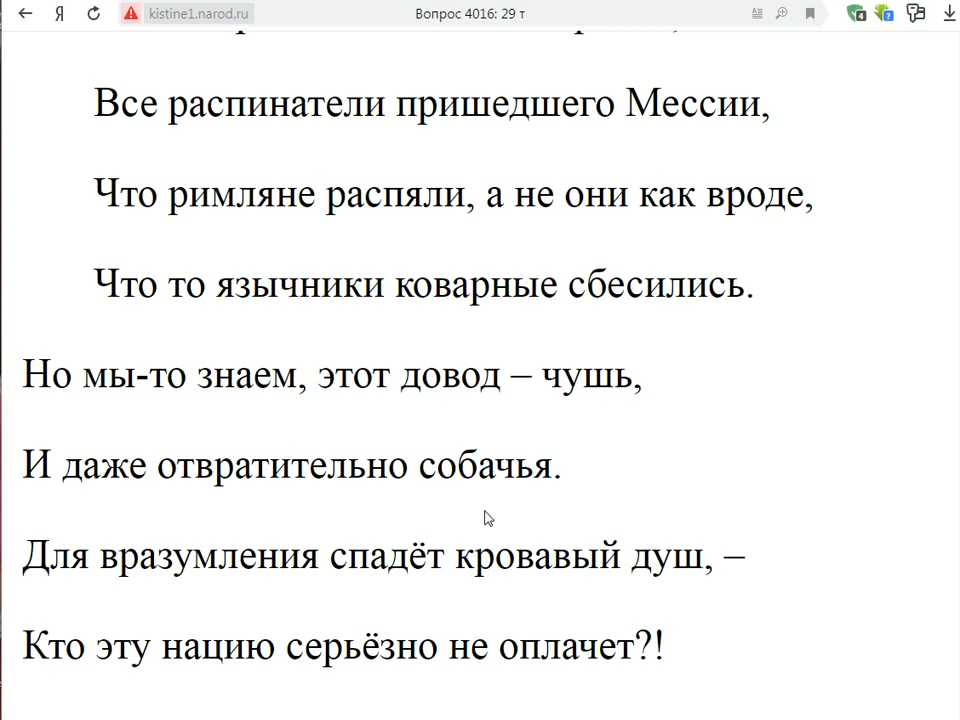 Я
kistine1.narod.ru
Вопрос 4016: 29 т
4
?
Все распинатели пришедшего Мессии,
Что римляне распяли, а не они как вроде,
Что то язычники коварные сбесились.
Но мы-то знаем, этот довод – чушь,
И даже отвратительно собачья.
Для вразумления спадёт кровавый душ, –
Кто эту нацию серьёзно не оплачет?!